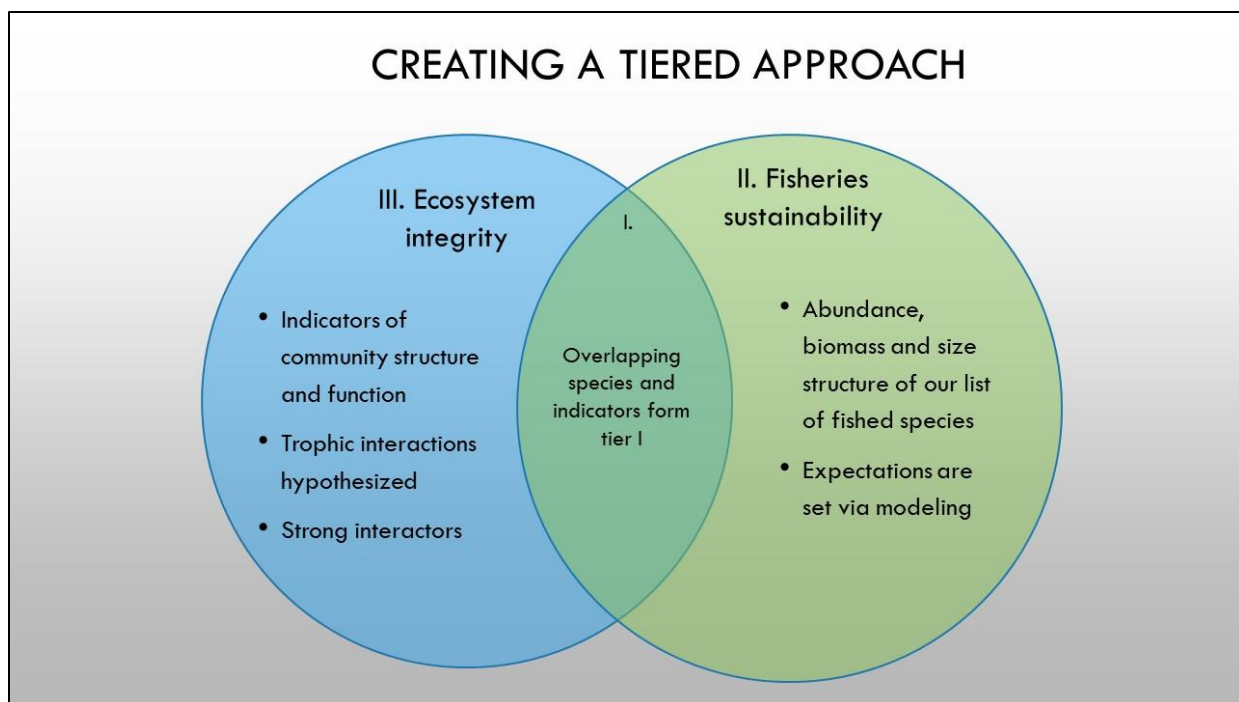 CREATING A TIERED APPROACH
III. Ecosystem
integrity
• Indicators of
community structure
and function
• Trophic interactions
hypothesized
• Strong interactors
I.
Overlapping
species and
indicators form
tier I
II. Fisheries
sustainability
• Abundance,
biomass and size
structure of our list
of fished species
• Expectations are
set via modeling